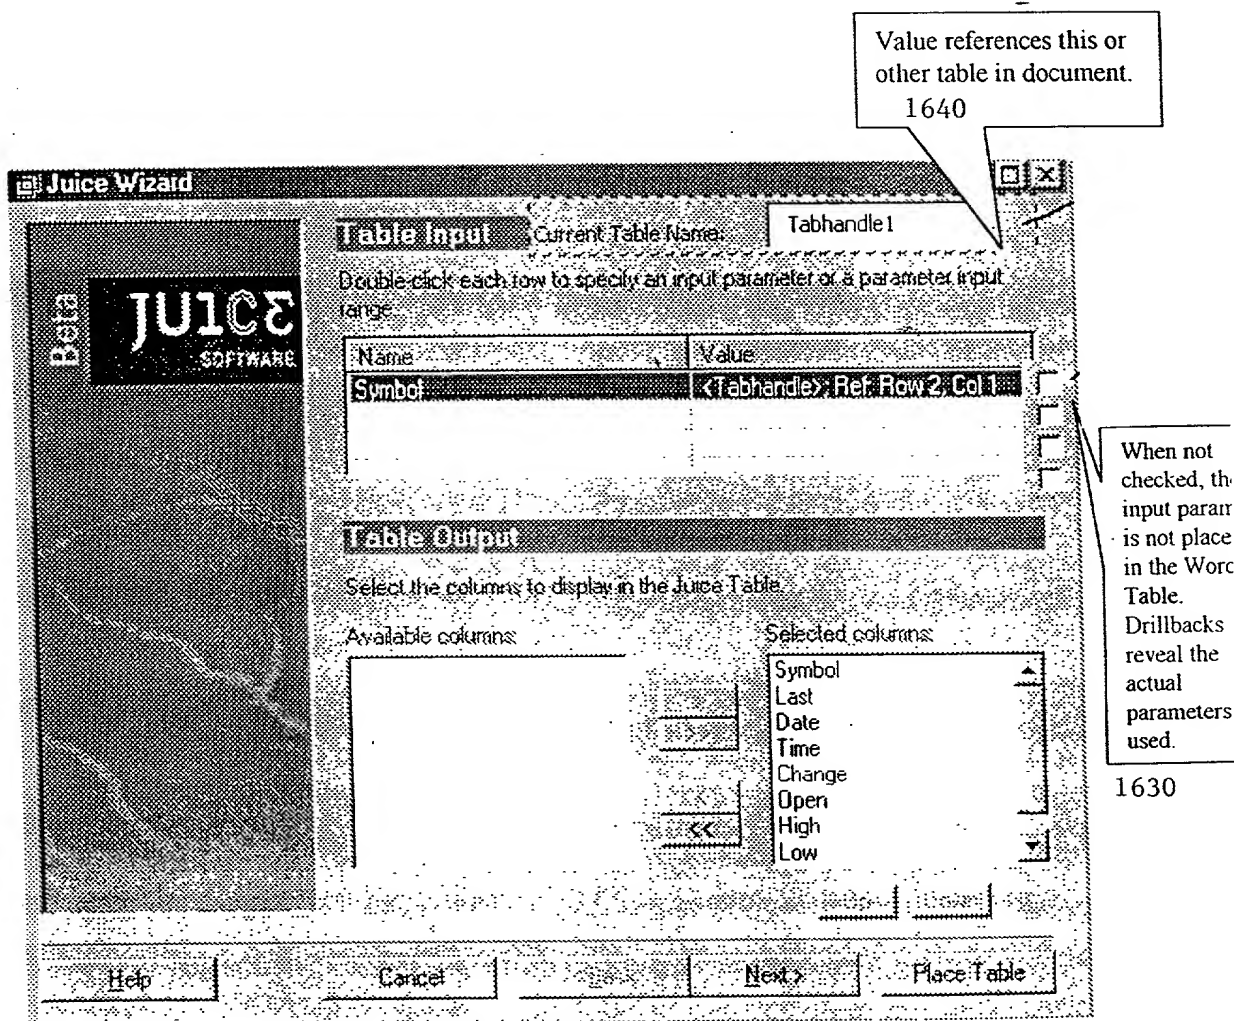 Value references this or
other table in document.
1640
Juice Wizard
Table Input
Current Table Name:
Tabhandle1
Double-click each row to specify an input parameter or a parameter input
range.
Beta
JU1CE
SOFTWARE
Name
Value
Symbol
<Tabhandle>; Ref: Row 2, Col 1
When not
checked, the
input param
is not place
in the Word
Table.
Drillbacks
reveal the
actual
parameters
used.
1630
Table Output
Select the columns to display in the Juice Table.
Available columns:
Selected columns:
Symbol
Last
Date
Time
Change
Open
High
Low
>>
<
<<
Help
Cancel
Next >
Place Table